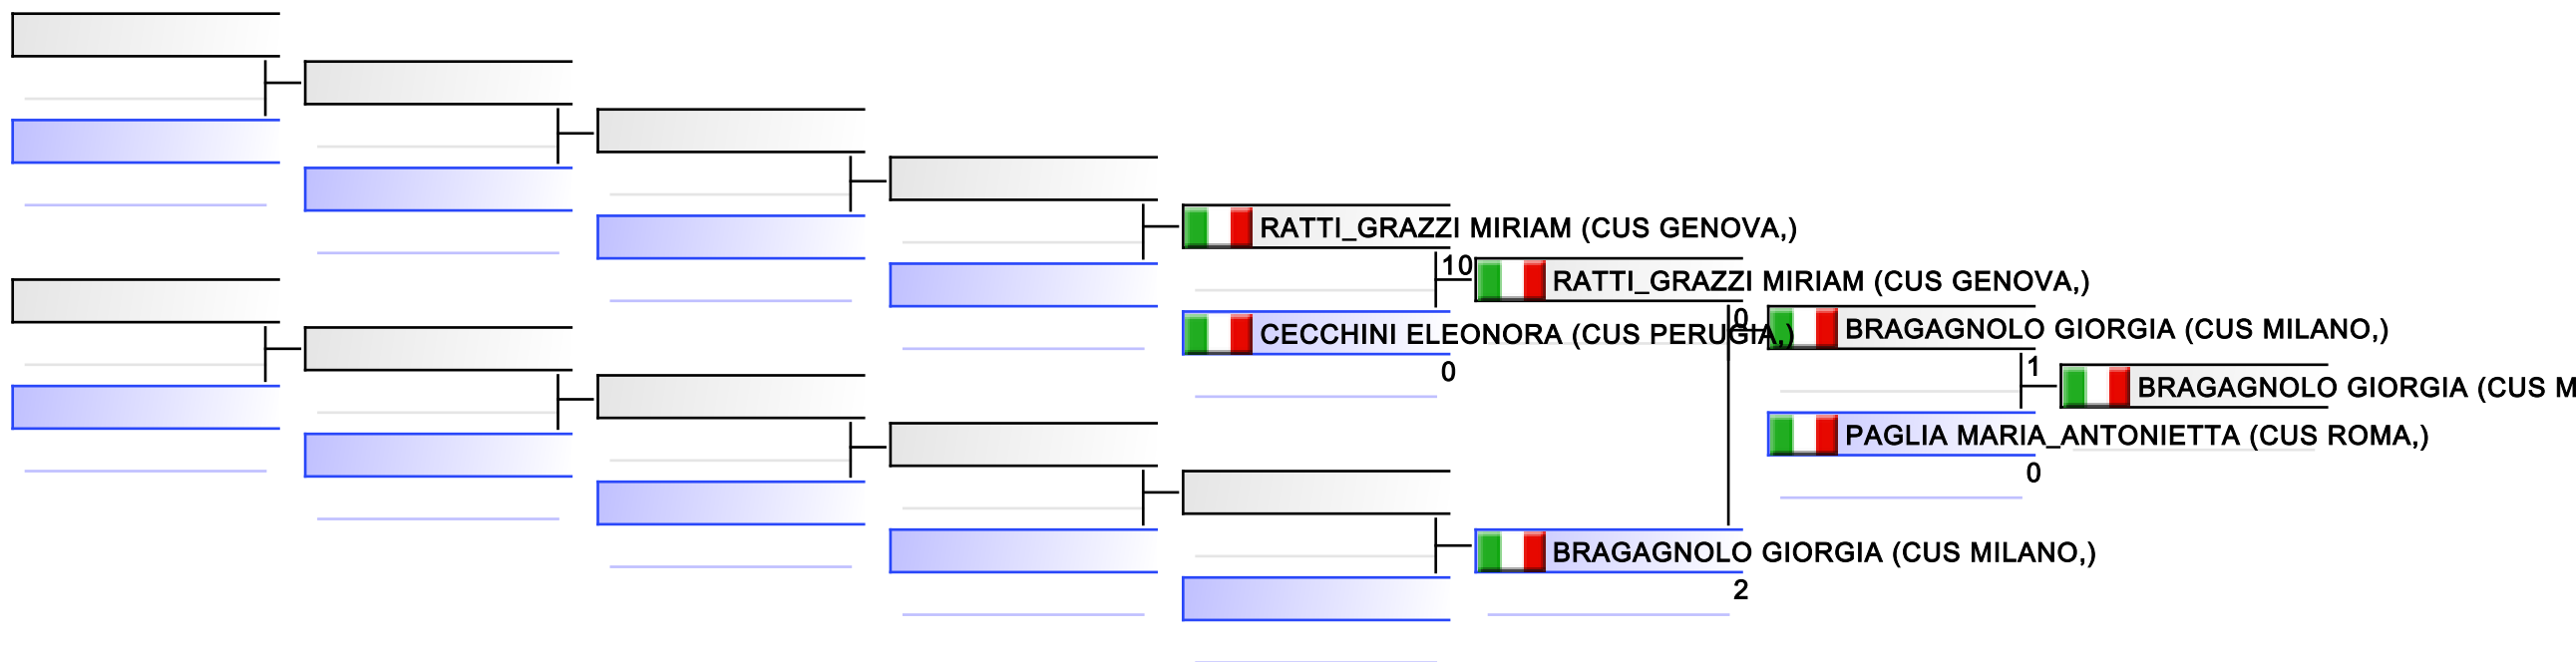 RATTI_GRAZZI MIRIAM (CUS GENOVA,)
10
RATTI_GRAZZI MIRIAM (CUS GENOVA,)
CECCHINI ELEONORA (CUS PERUGIA,)
0
0
BRAGAGNOLO GIORGIA (CUS MILANO,)
1
BRAGAGNOLO GIORGIA (CUS M
PAGLIA MARIA_ANTONIETTA (CUS ROMA,)
0
BRAGAGNOLO GIORGIA (CUS MILANO,)
2